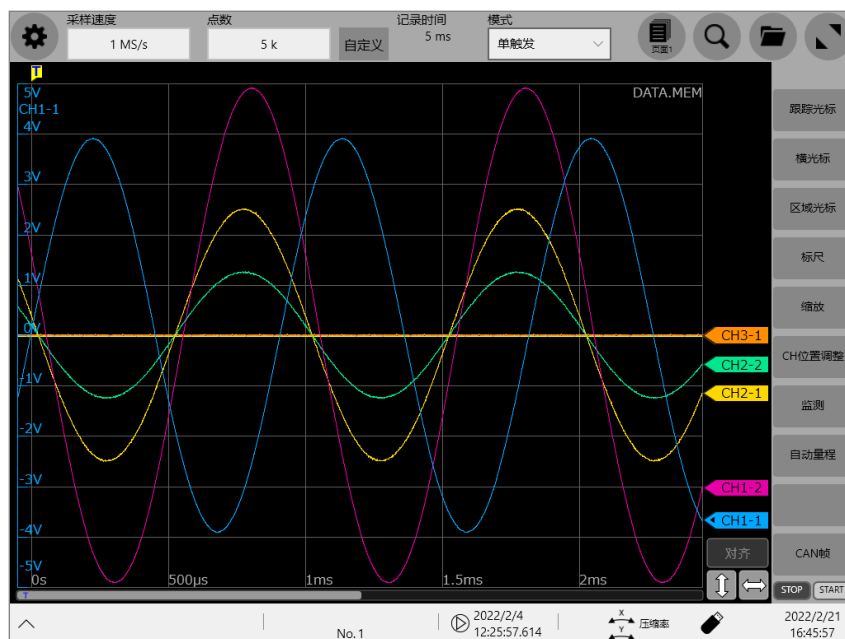 采样速度
点数
记录时间
模式
1 MS/s
5 k
自定义
5 ms
单触发
页面1
T
DATA.MEM
5V
CH1-1
4V
3V
2V
1V
0V
-1V
-2V
-3V
-4V
-5V
0s
500µs
1ms
1.5ms
2ms
T
CH3-1
CH2-2
CH2-1
CH1-2
CH1-1
对齐
跟踪光标
横光标
区域光标
标尺
缩放
CH位置调整
监测
自动量程
CAN帧
STOP
START
No. 1
2022/2/4
12:25:57.614
X
Y
压缩率
2022/2/21
16:45:57